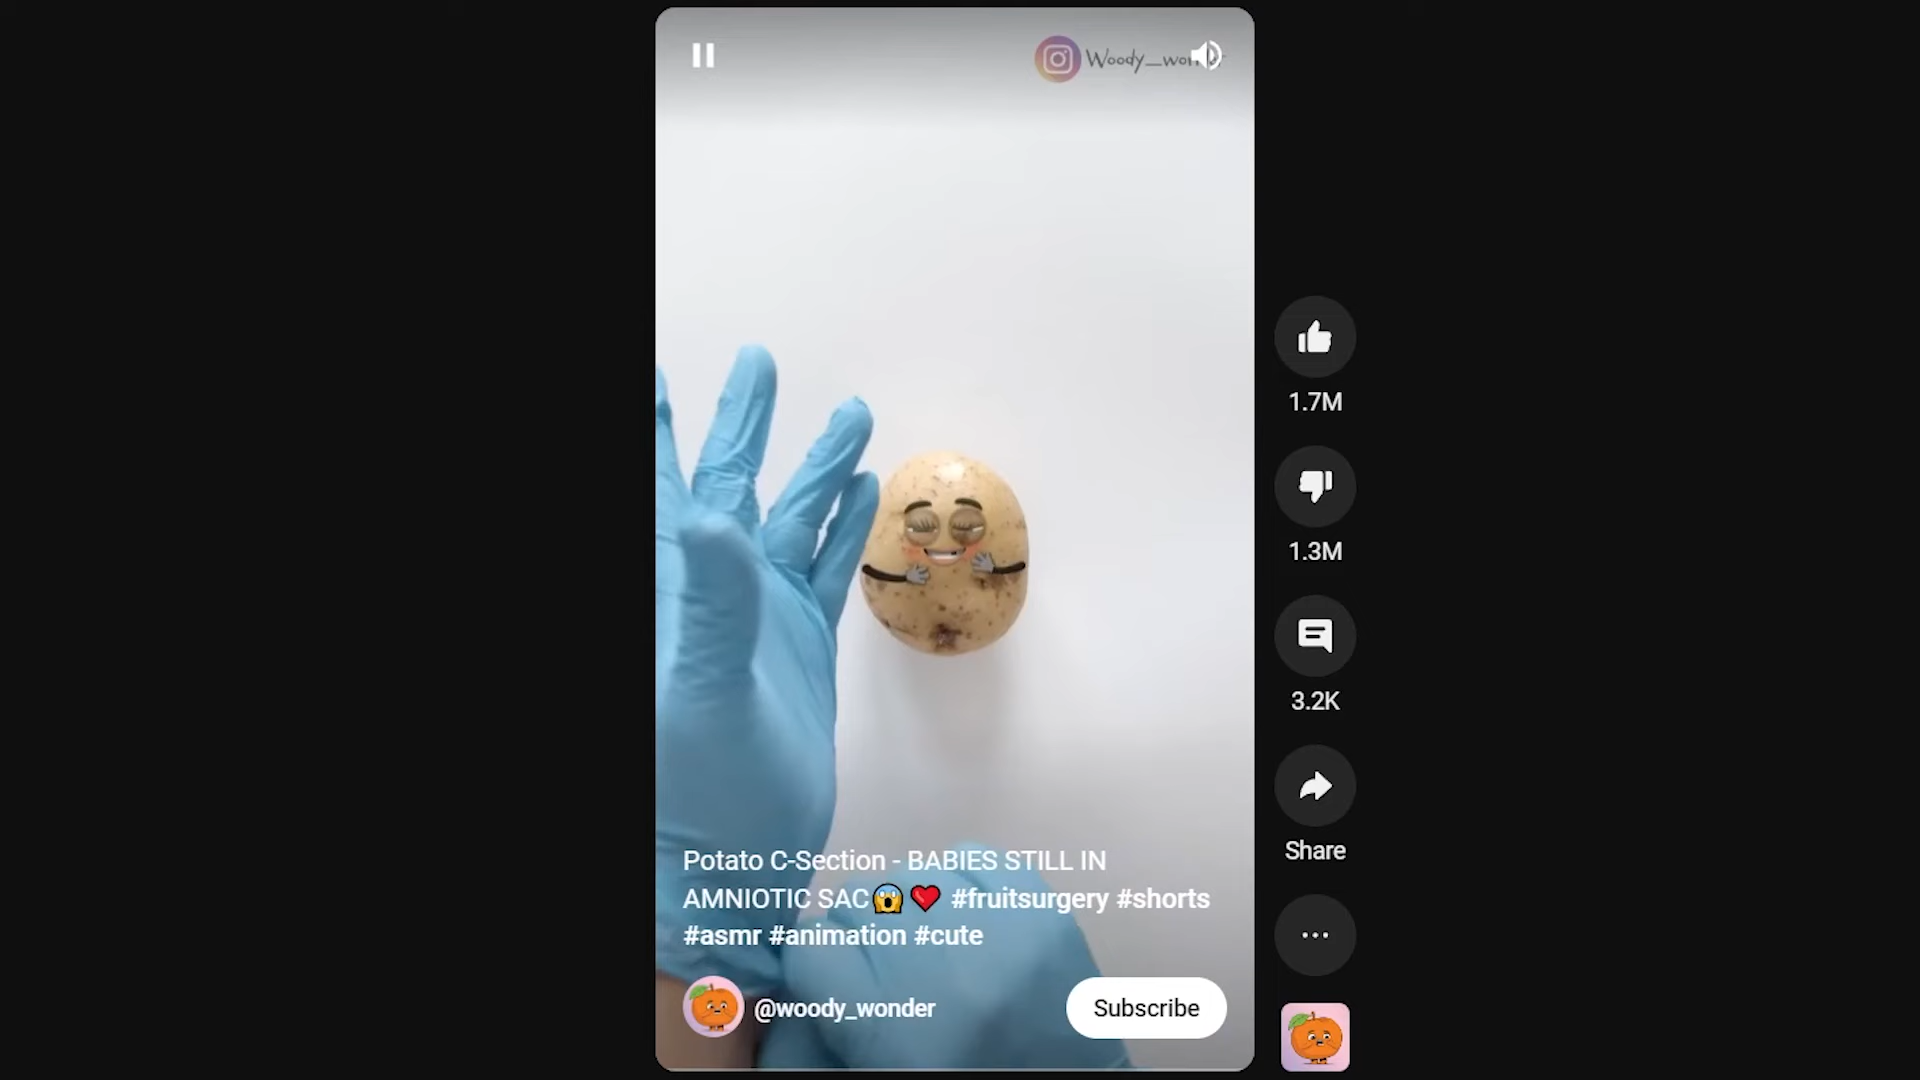 Woody_won
1.7M
1.3M
3.2K
Share
Potato C-Section - BABIES STILL IN
AMNIOTIC SAC😱❤️ #fruitsurgery #shorts
#asmr #animation #cute
@woody_wonder
Subscribe